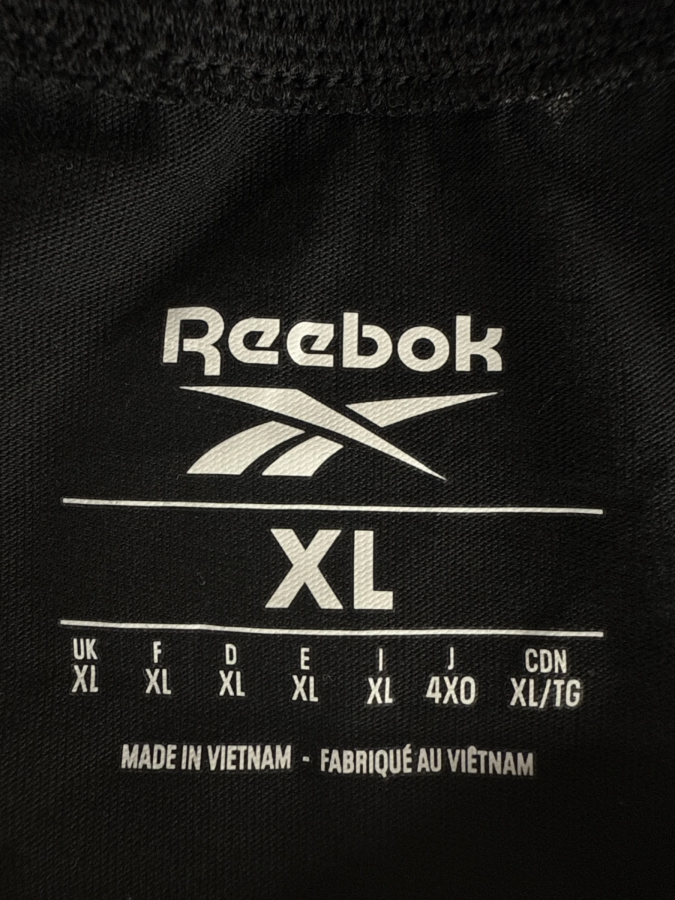 Reebok
XL
UK F D E I J CDN
XL XL XL XL XL 4XO XL/TG
MADE IN VIETNAM - FABRIQUÉ AU VIÊTNAM